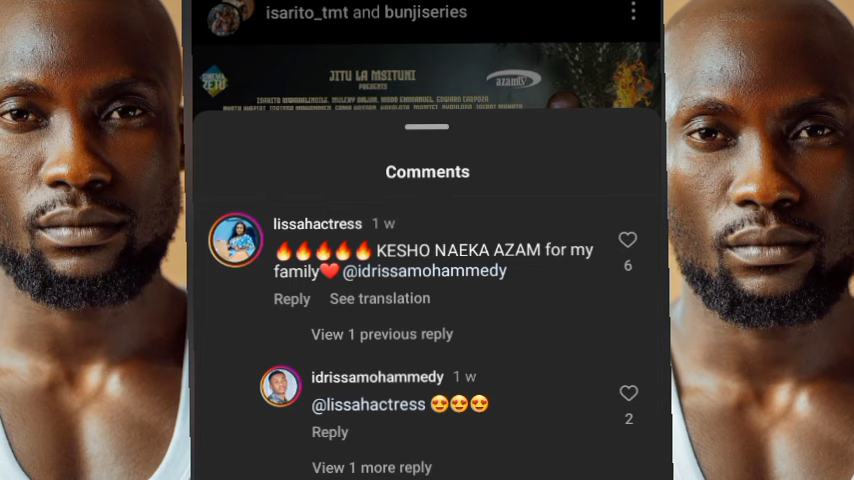 isarito_tmt and bunjiseries
JITU LA MSITUNI
PRESENTS
azamtv
Comments
lissahactress 1 w
🔥🔥🔥🔥🔥 KESHO NAEKA AZAM for my
family❤️ @idrissamohammedy
6
Reply See translation
View 1 previous reply
idrissamohammedy 1 w
@lissahactress 😍😍😍
2
Reply
View 1 more reply